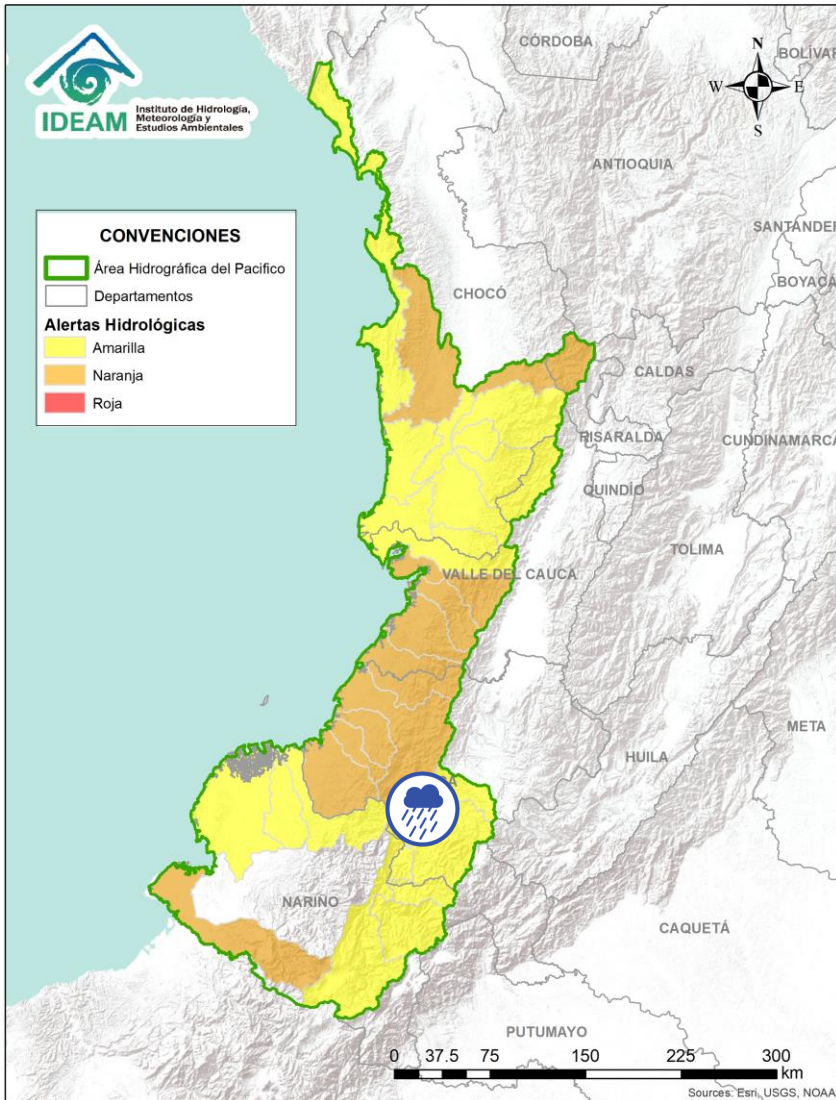 IDEAM
Instituto de Hidrología,
Meteorología y
Estudios Ambientales
CÓRDOBA
BOLÍVAR
N
W
E
S
ANTIOQUIA
SANTANDER
BOYACÁ
CONVENCIONES
Área Hidrográfica del Pacifico
Departamentos
Alertas Hidrológicas
Amarilla
Naranja
Roja
CHOCÓ
CALDAS
RISARALDA
CUNDINAMARCA
QUINDÍO
TOLIMA
VALLE DEL CAUCA
META
HUILA
NARIÑO
CAQUETÁ
PUTUMAYO
0 37.5 75 150 225 300
km
Sources: Esri, USGS, NOAA